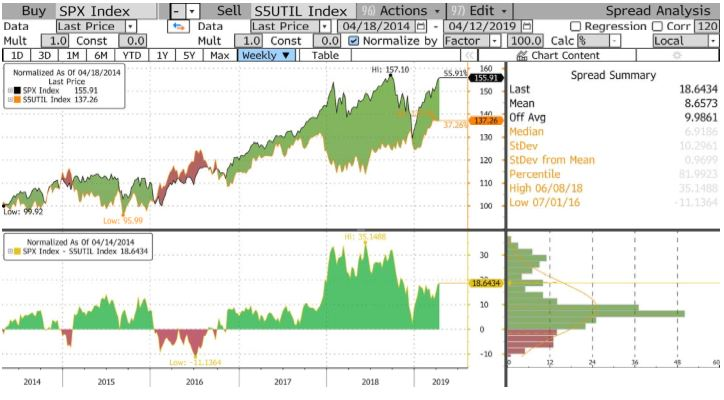 Buy SPX Index - Sell S5UTIL Index 96) Actions 97) Edit Spread Analysis
Data Last Price Data Last Price 04/18/2014 - 04/12/2019 Regression Corr 120
Mult 1.0 Const 0.0 Mult 1.0 Const 0.0 Normalize by Factor 100.0 Calc % Local
1D 3D 1M 6M YTD 1Y 5Y Max Weekly ▼ Table Chart Content
Normalized As Of 04/18/2014
Last Price
SPX Index 155.91
S5UTIL Index 137.26
Hi: 157.10
55.91%
37.26%
Low: 99.92
Low: 95.99
160
155.91
150
140
137.26
130
120
110
100
Spread Summary
Last 18.6434
Mean 8.6573
Off Avg 9.9861
Median 6.9186
StDev 10.2961
StDev from Mean 0.9699
Percentile 81.9923
High 06/08/18 35.1488
Low 07/01/16 -11.1364
Normalized As Of 04/14/2014
SPX Index - S5UTIL Index 18.6434
Hi: 35.1488
Low: -11.1364
30
20
18.6434
10
0
-10
0 12 24 36 48 60
2014 2015 2016 2017 2018 2019